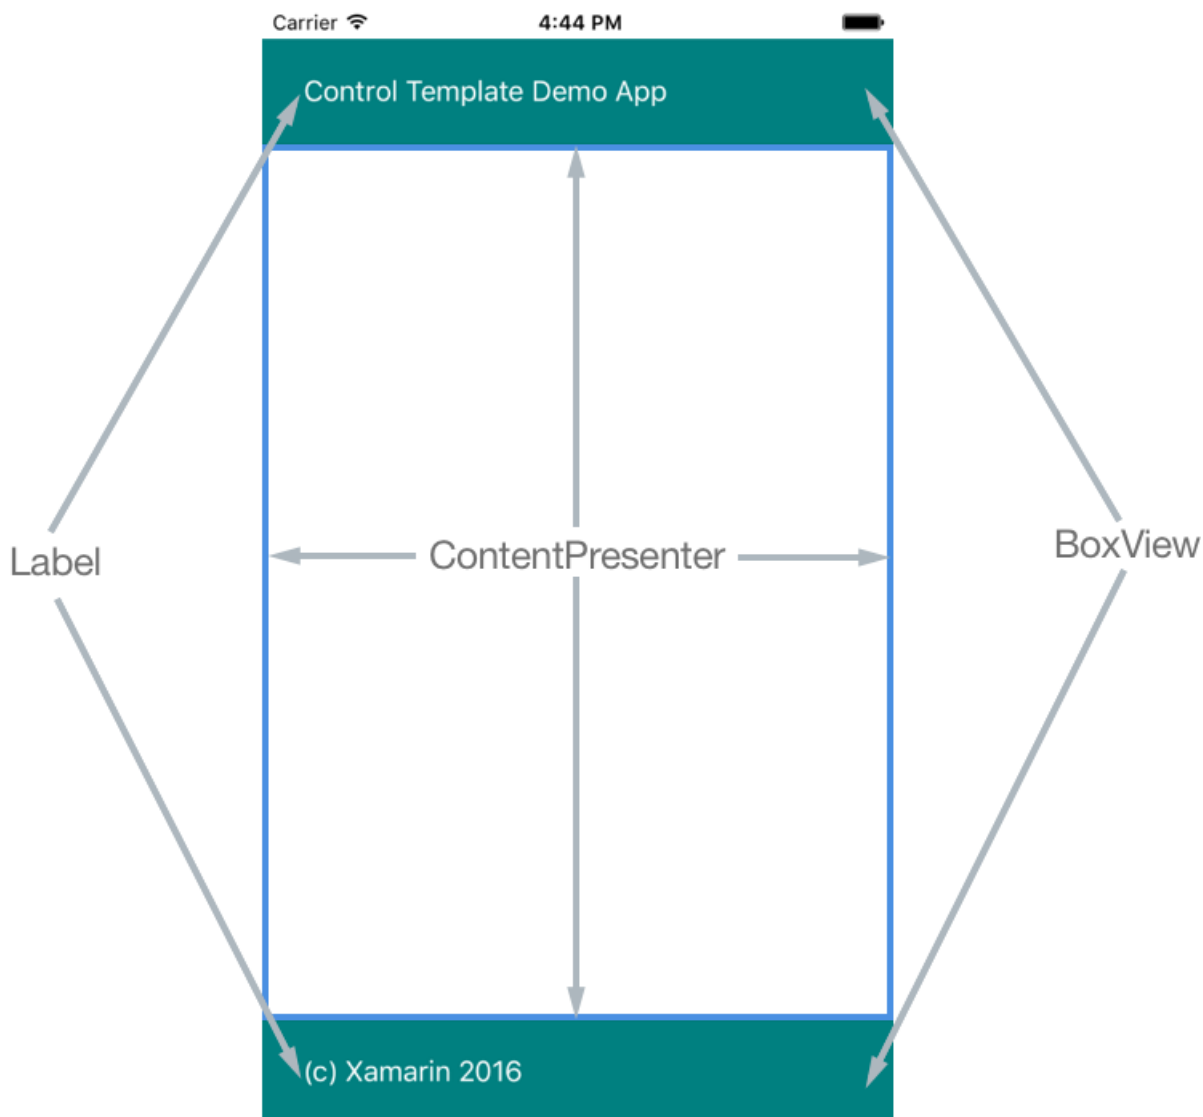 Carrier 4:44 PM
Control Template Demo App
Label ContentPresenter BoxView
(c) Xamarin 2016